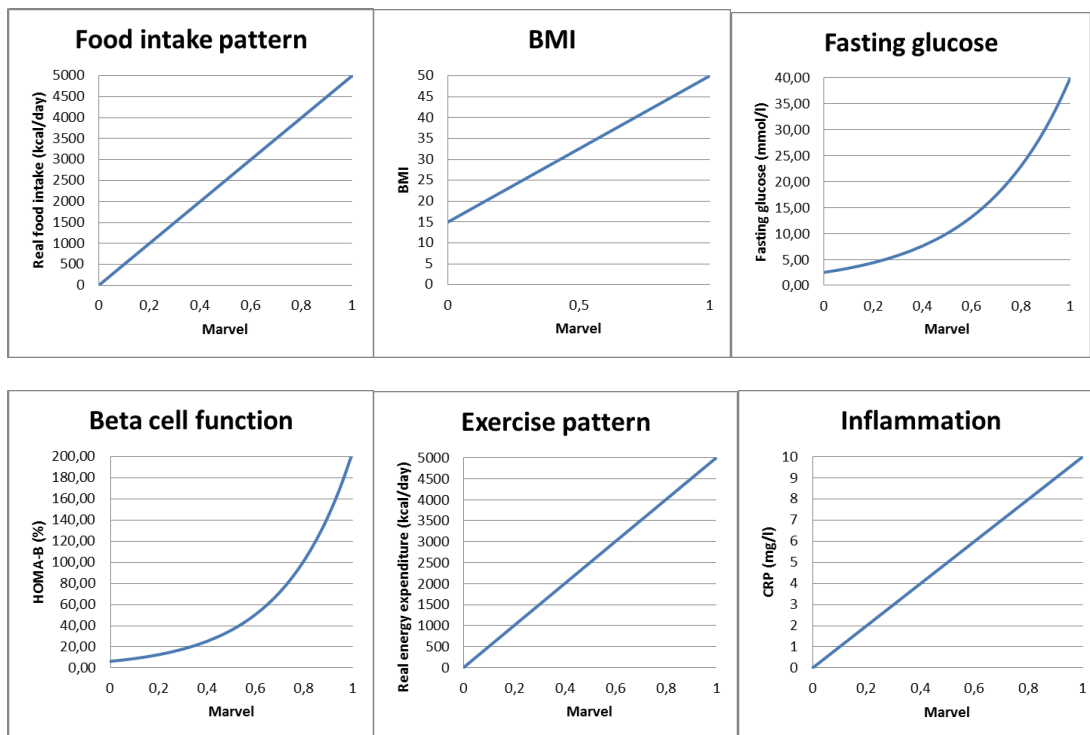 Food intake pattern
Real food intake (kcal/day)
5000
4500
4000
3500
3000
2500
2000
1500
1000
500
0
0 0,2 0,4 0,6 0,8 1
Marvel
BMI
BMI
50
45
40
35
30
25
20
15
10
5
0
0 0,5 1
Marvel
Fasting glucose
Fasting glucose (mmol/l)
40,00
35,00
30,00
25,00
20,00
15,00
10,00
5,00
0,00
0 0,2 0,4 0,6 0,8 1
Marvel
Beta cell function
HOMA-B (%)
200,00
180,00
160,00
140,00
120,00
100,00
80,00
60,00
40,00
20,00
0,00
0 0,2 0,4 0,6 0,8 1
Marvel
Exercise pattern
Real energy expenditure (kcal/day)
5000
4500
4000
3500
3000
2500
2000
1500
1000
500
0
0 0,2 0,4 0,6 0,8 1
Marvel
Inflammation
CRP (mg/l)
10
9
8
7
6
5
4
3
2
1
0
0 0,2 0,4 0,6 0,8 1
Marvel